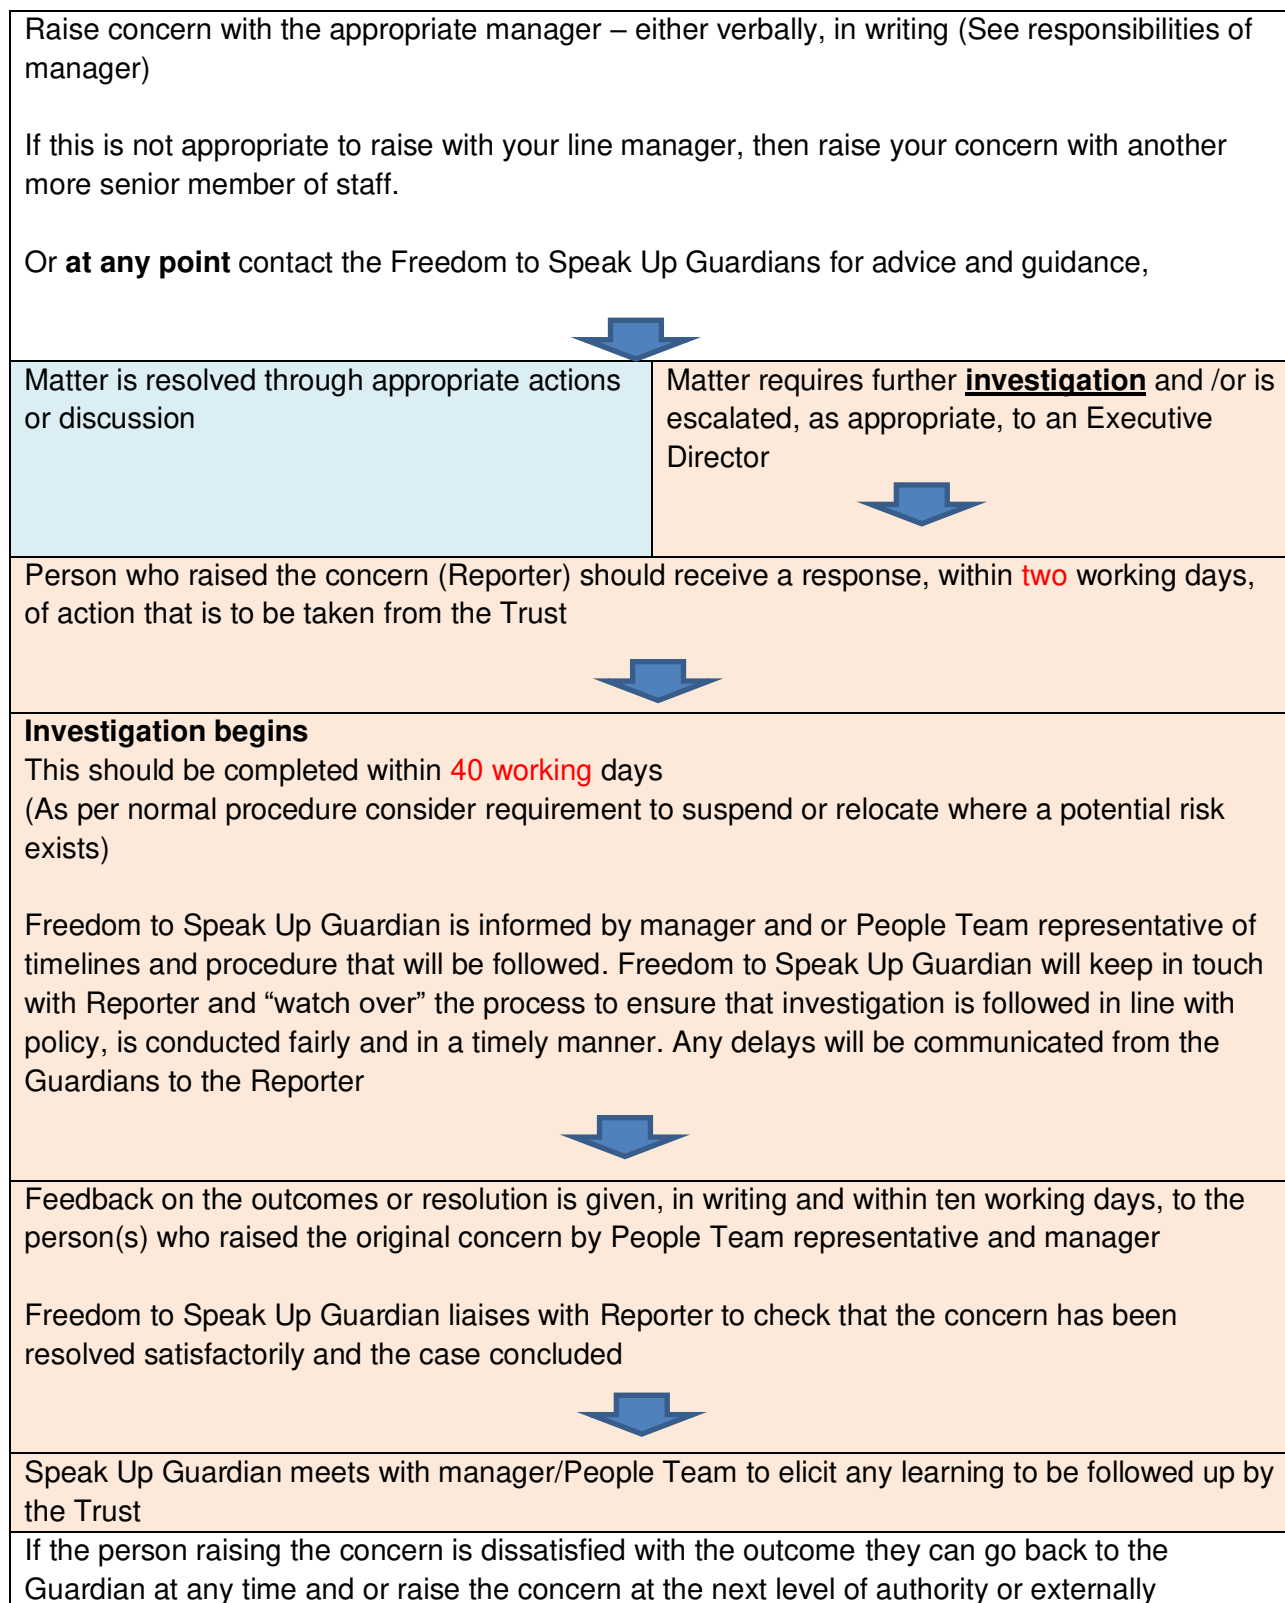 Raise concern with the appropriate manager – either verbally, in writing (See responsibilities of
manager)
If this is not appropriate to raise with your line manager, then raise your concern with another
more senior member of staff.
Or at any point contact the Freedom to Speak Up Guardians for advice and guidance,
Matter is resolved through appropriate actions
or discussion
Matter requires further investigation and /or is
escalated, as appropriate, to an Executive
Director
Person who raised the concern (Reporter) should receive a response, within two working days,
of action that is to be taken from the Trust
Investigation begins
This should be completed within 40 working days
(As per normal procedure consider requirement to suspend or relocate where a potential risk
exists)
Freedom to Speak Up Guardian is informed by manager and or People Team representative of
timelines and procedure that will be followed. Freedom to Speak Up Guardian will keep in touch
with Reporter and “watch over” the process to ensure that investigation is followed in line with
policy, is conducted fairly and in a timely manner. Any delays will be communicated from the
Guardians to the Reporter
Feedback on the outcomes or resolution is given, in writing and within ten working days, to the
person(s) who raised the original concern by People Team representative and manager
Freedom to Speak Up Guardian liaises with Reporter to check that the concern has been
resolved satisfactorily and the case concluded
Speak Up Guardian meets with manager/People Team to elicit any learning to be followed up by
the Trust
If the person raising the concern is dissatisfied with the outcome they can go back to the
Guardian at any time and or raise the concern at the next level of authority or externally